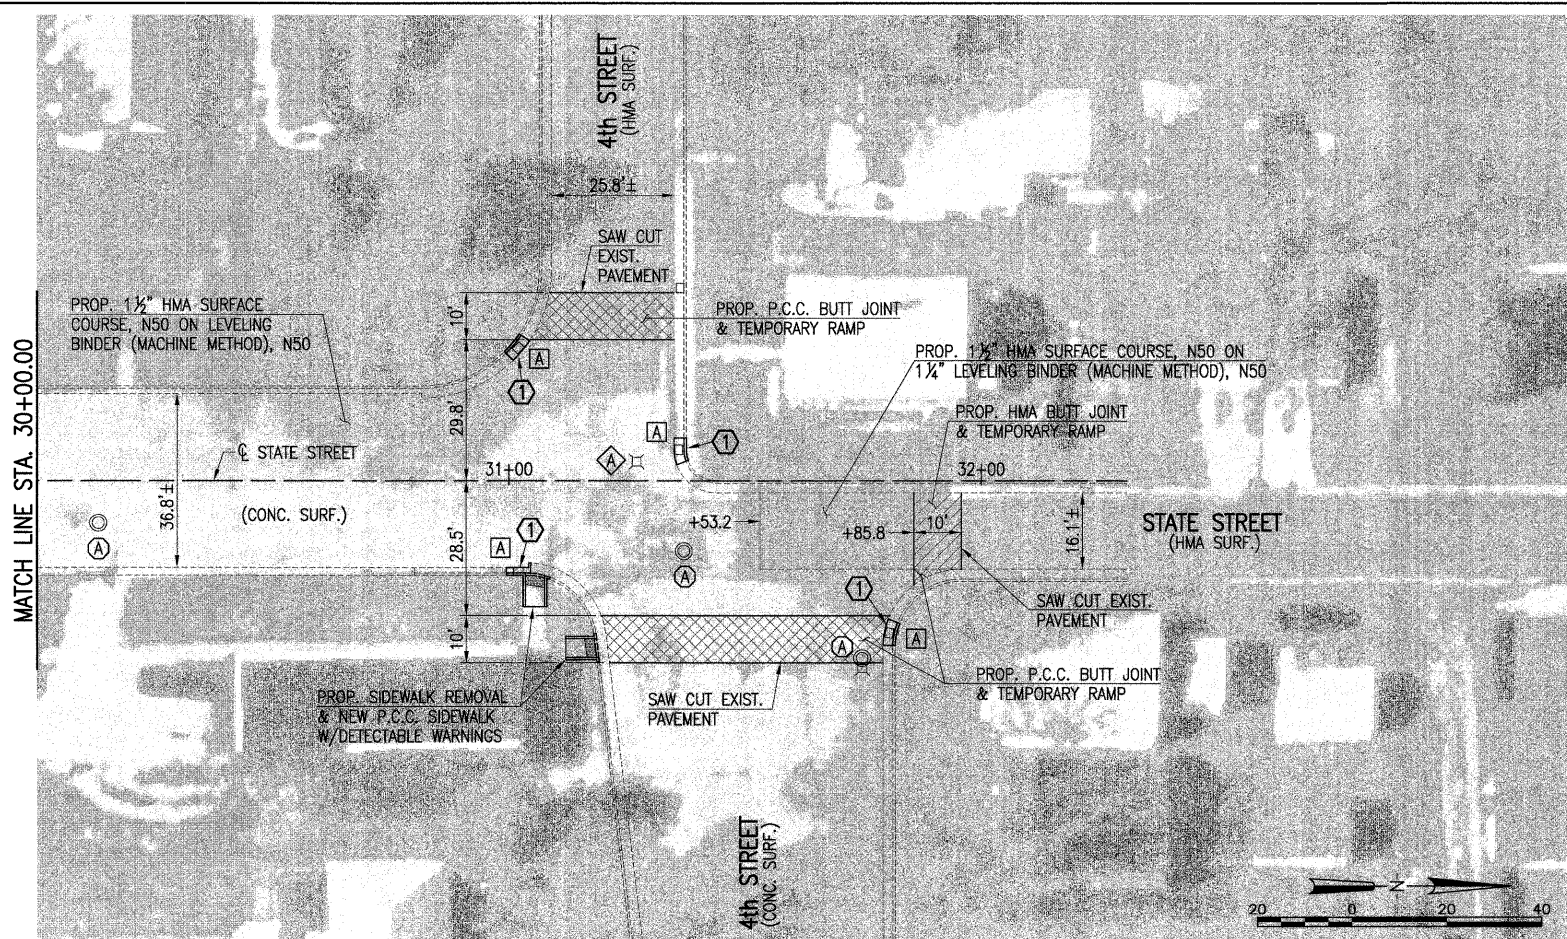 4th STREET
(HMA SURF.)
25.8'±
SAW CUT
EXIST.
PAVEMENT
PROP. 1½" HMA SURFACE
COURSE, N50 ON LEVELING
BINDER (MACHINE METHOD), N50
10'
PROP. P.C.C. BUTT JOINT
& TEMPORARY RAMP
PROP. 1½" HMA SURFACE COURSE, N50 ON
1¼" LEVELING BINDER (MACHINE METHOD), N50
A
1
MATCH LINE STA. 30+00.00
29.8'
PROP. HMA BUTT JOINT
& TEMPORARY RAMP
A
1
℄ STATE STREET
A
31+00
32+00
36.8'±
(CONC. SURF.)
28.5'
+53.2
+85.8
10'
16.1'±
STATE STREET
(HMA SURF.)
A
A
1
A
1
SAW CUT EXIST.
PAVEMENT
10'
A
A
PROP. SIDEWALK REMOVAL
& NEW P.C.C. SIDEWALK
W/DETECTABLE WARNINGS
SAW CUT EXIST.
PAVEMENT
PROP. P.C.C. BUTT JOINT
& TEMPORARY RAMP
4th STREET
(CONC. SURF.)
N
20 0 20 40